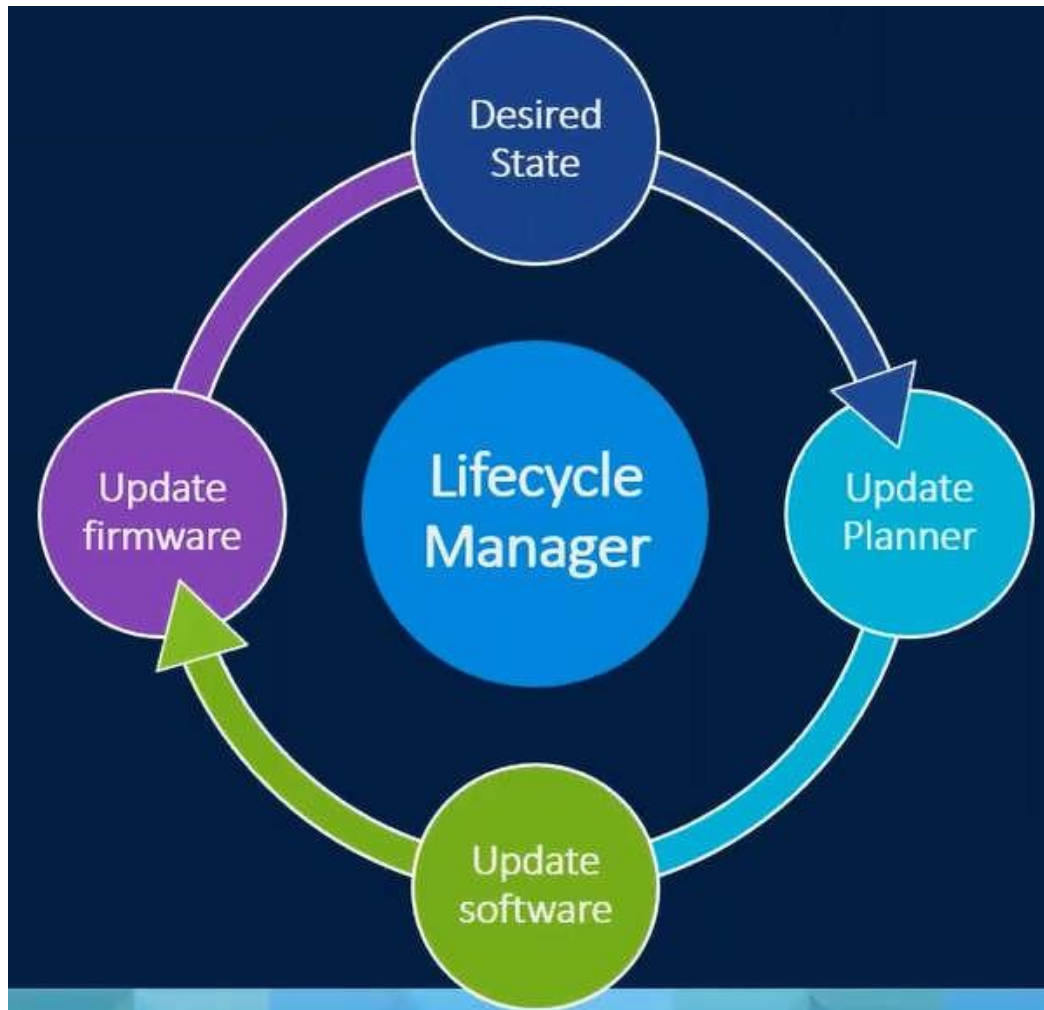 Desired
State
Update
firmware
Lifecycle
Manager
Update
Planner
Update
software